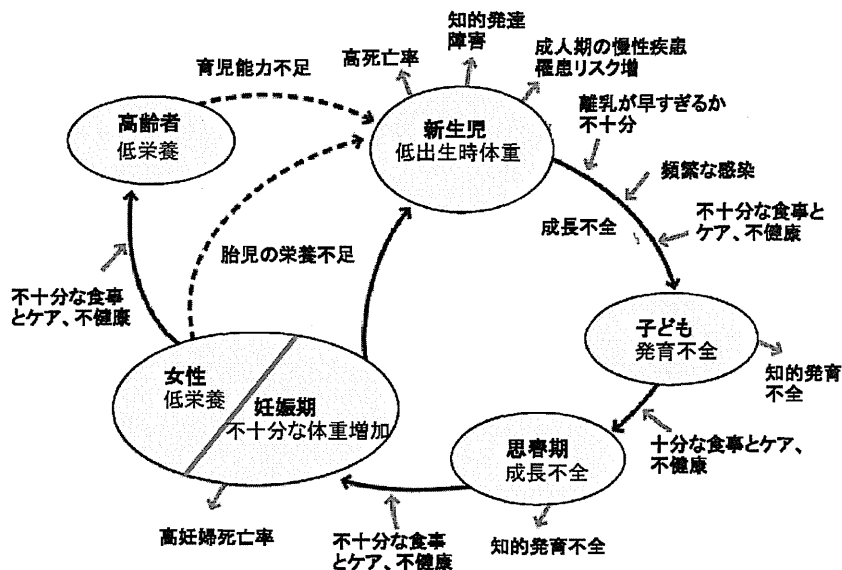 知的発達
障害
高死亡率
成人期の慢性疾患
罹患リスク増
育児能力不足
離乳が早すぎるか
不十分
高齢者
低栄養
新生児
低出生時体重
頻繁な感染
不十分な食事と
ケア、不健康
成長不全
胎児の栄養不足
不十分な食事
とケア、不健康
子ども
発育不全
女性
低栄養
妊娠期
不十分な体重増加
知的発育
不全
思春期
成長不全
十分な食事とケア、
不健康
高妊婦死亡率
不十分な食事
とケア、不健康
知的発育不全